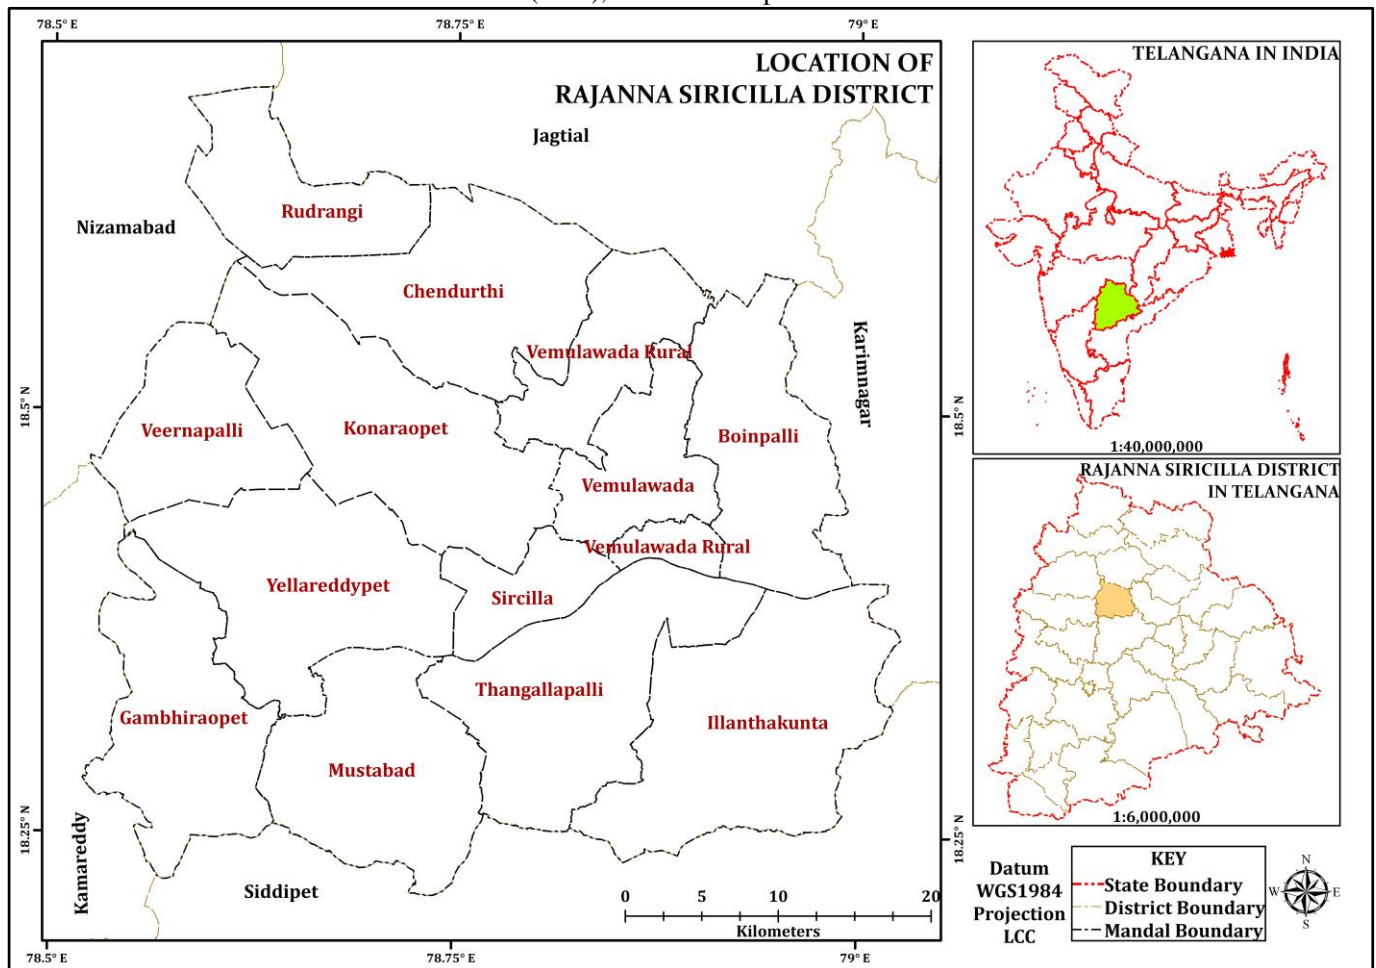 78.5° E
78.75° E
79° E
LOCATION OF
RAJANNA SIRICILLA DISTRICT
Jagtial
Nizamabad
Rudrangi
Chendurthi
Vemulawada Rural
Karimnagar
18.5° N
18.5° N
Veernapalli
Konaraopet
Boinpalli
Vemulawada
Vemulawada Rural
Yellareddypet
Sircilla
Thangallapalli
Gambhiraopet
Illanthakunta
Mustabad
18.25° N
18.25° N
Kamareddy
Siddipet
0 5 10 20
Kilometers
78.5° E
78.75° E
79° E
TELANGANA IN INDIA
1:40,000,000
RAJANNA SIRICILLA DISTRICT
IN TELANGANA
1:6,000,000
Datum
WGS1984
Projection
LCC
KEY
State Boundary
District Boundary
Mandal Boundary
N
W E
S